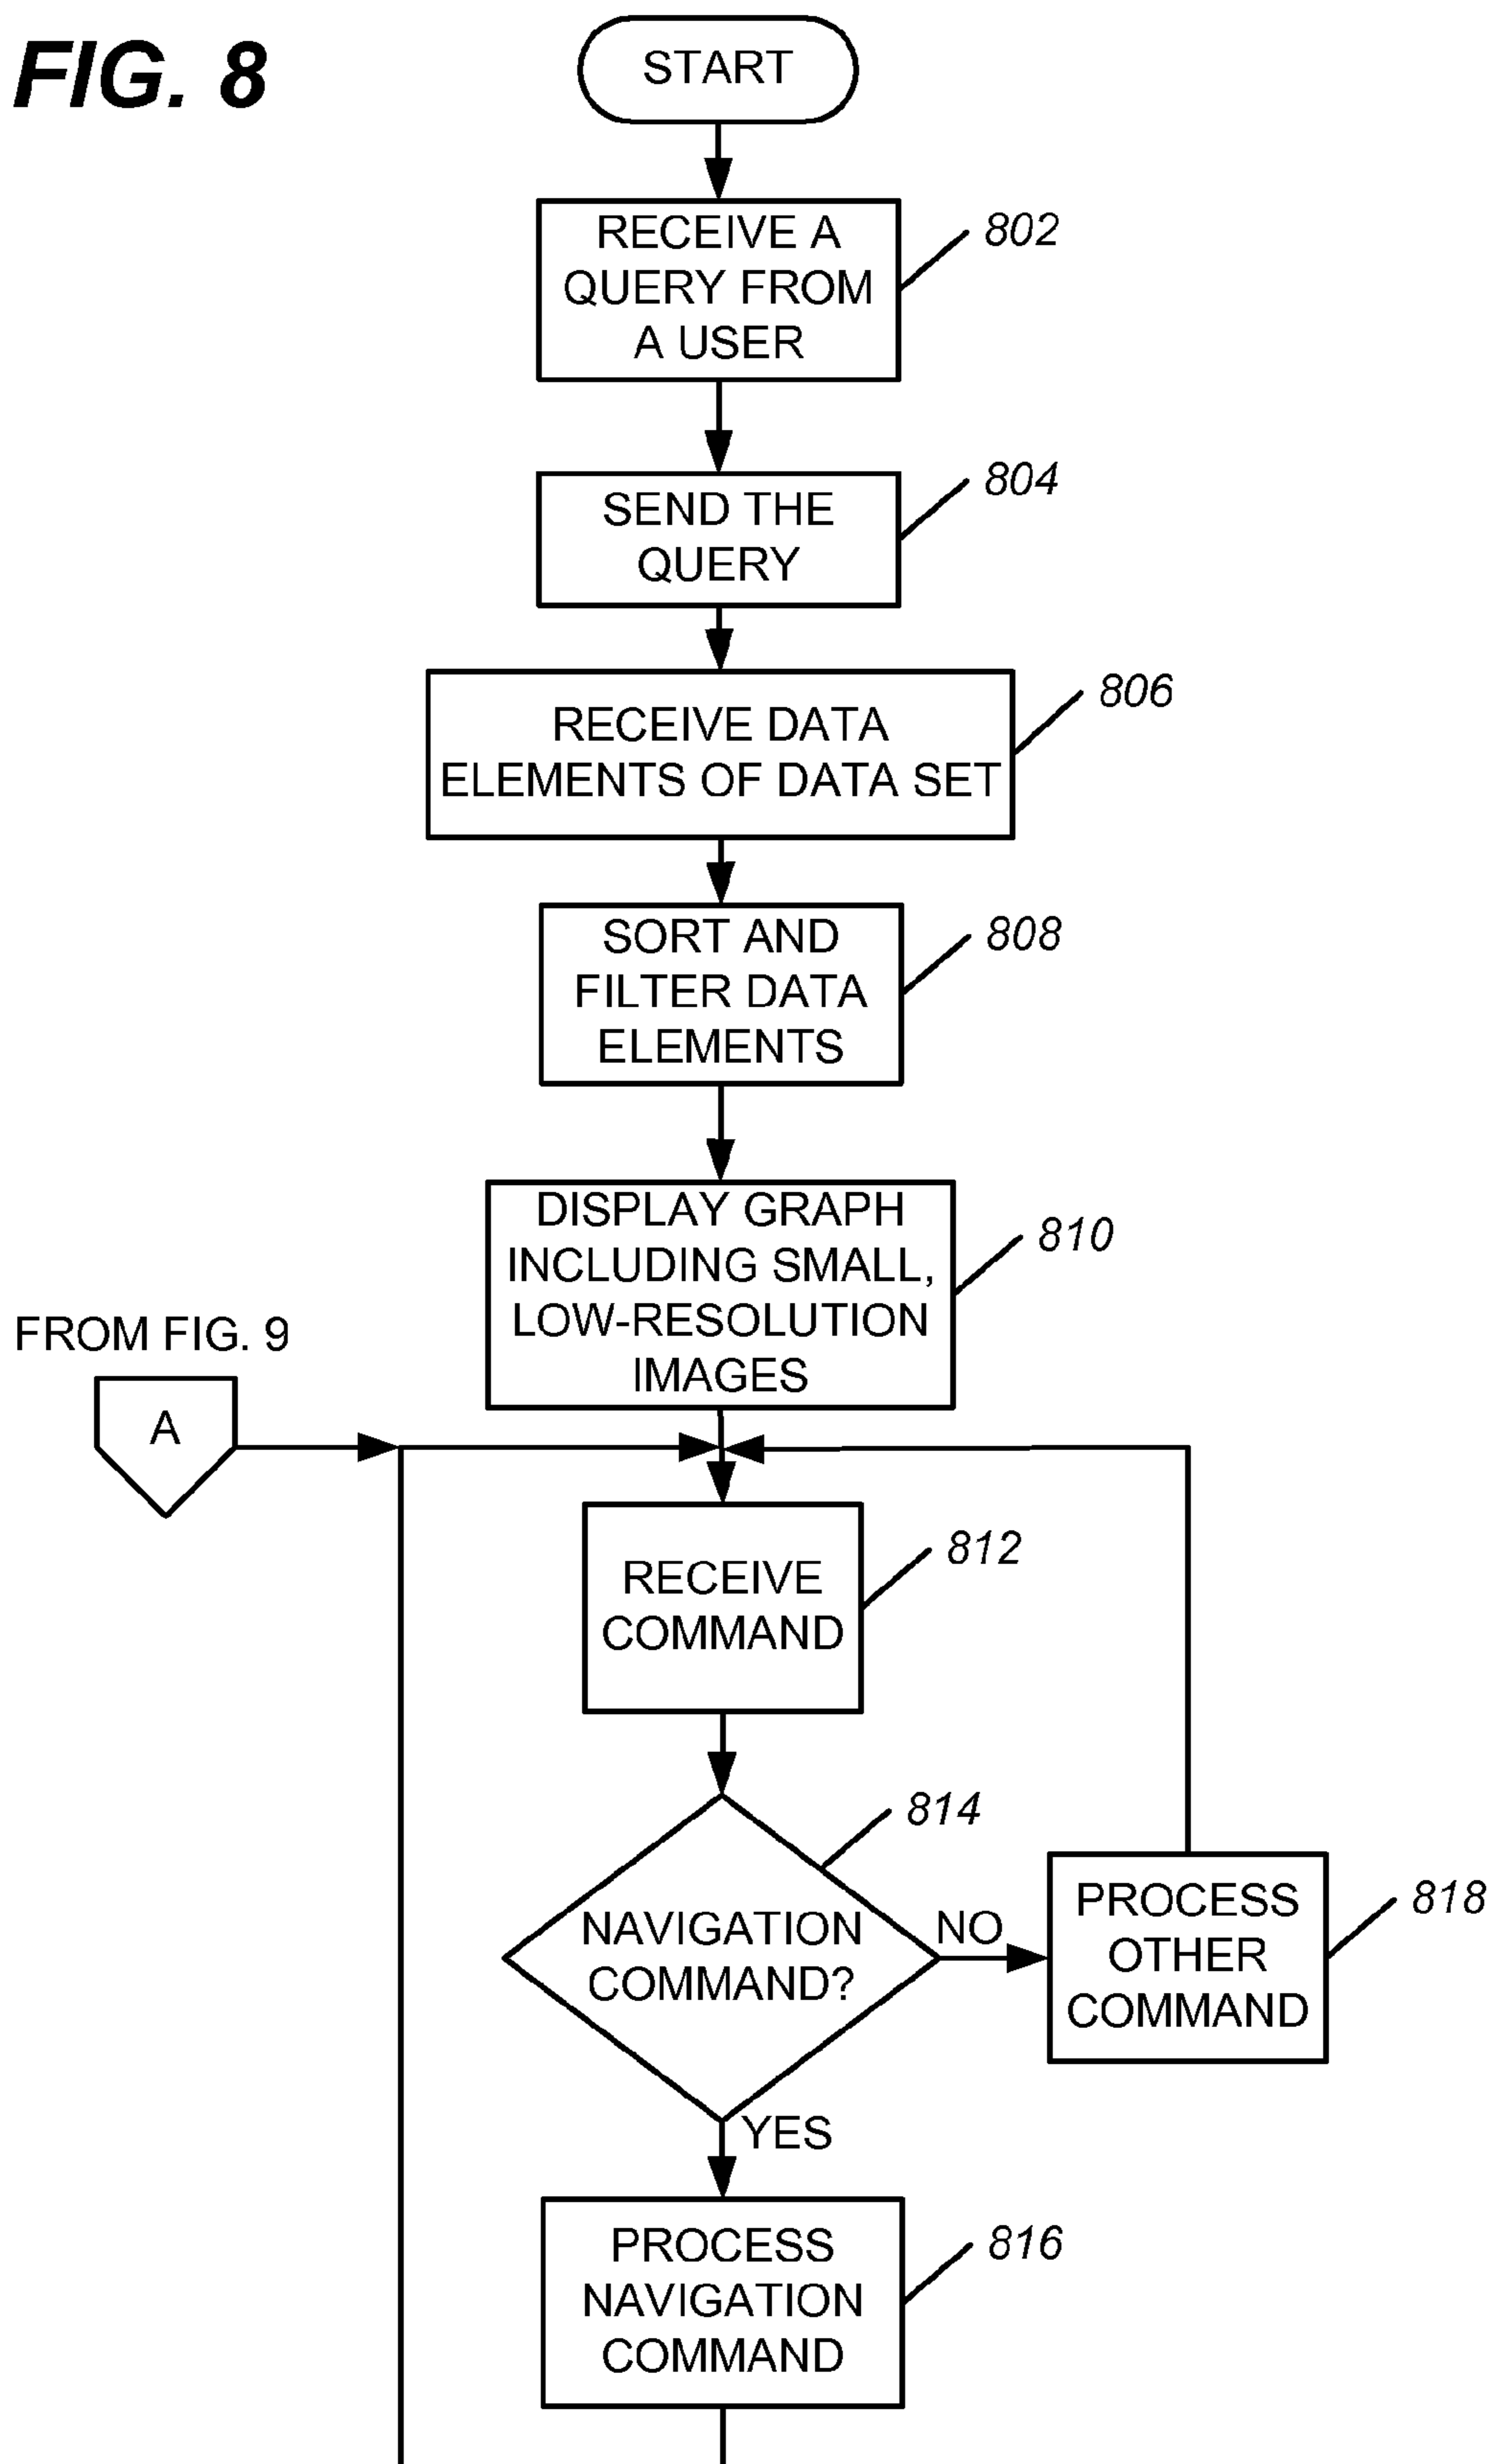 FIG. 8
START
RECEIVE A
QUERY FROM
A USER
802
SEND THE
QUERY
804
RECEIVE DATA
ELEMENTS OF DATA SET
806
SORT AND
FILTER DATA
ELEMENTS
808
DISPLAY GRAPH
INCLUDING SMALL,
LOW-RESOLUTION
IMAGES
810
FROM FIG. 9
A
RECEIVE
COMMAND
812
NAVIGATION
COMMAND?
814
NO
PROCESS
OTHER
COMMAND
818
YES
PROCESS
NAVIGATION
COMMAND
816